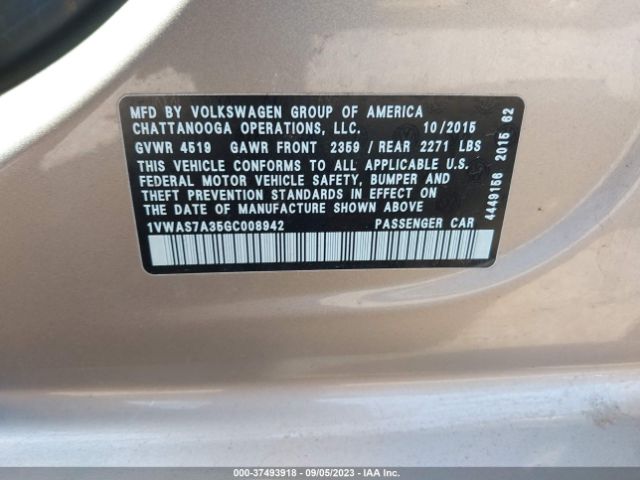 MFD BY VOLKSWAGEN GROUP OF AMERICA
CHATTANOOGA OPERATIONS, LLC. 10/2015
GVWR 4519 GAWR FRONT 2359 / REAR 2271 LBS
THIS VEHICLE CONFORMS TO ALL APPLICABLE U.S.
FEDERAL MOTOR VEHICLE SAFETY, BUMPER AND
THEFT PREVENTION STANDARDS IN EFFECT ON
THE DATE OF MANUFACTURE SHOWN ABOVE
1VWAS7A35GC008942 PASSENGER CAR
4449156 2015 62
000-37493918 - 09/05/2023 - IAA Inc.